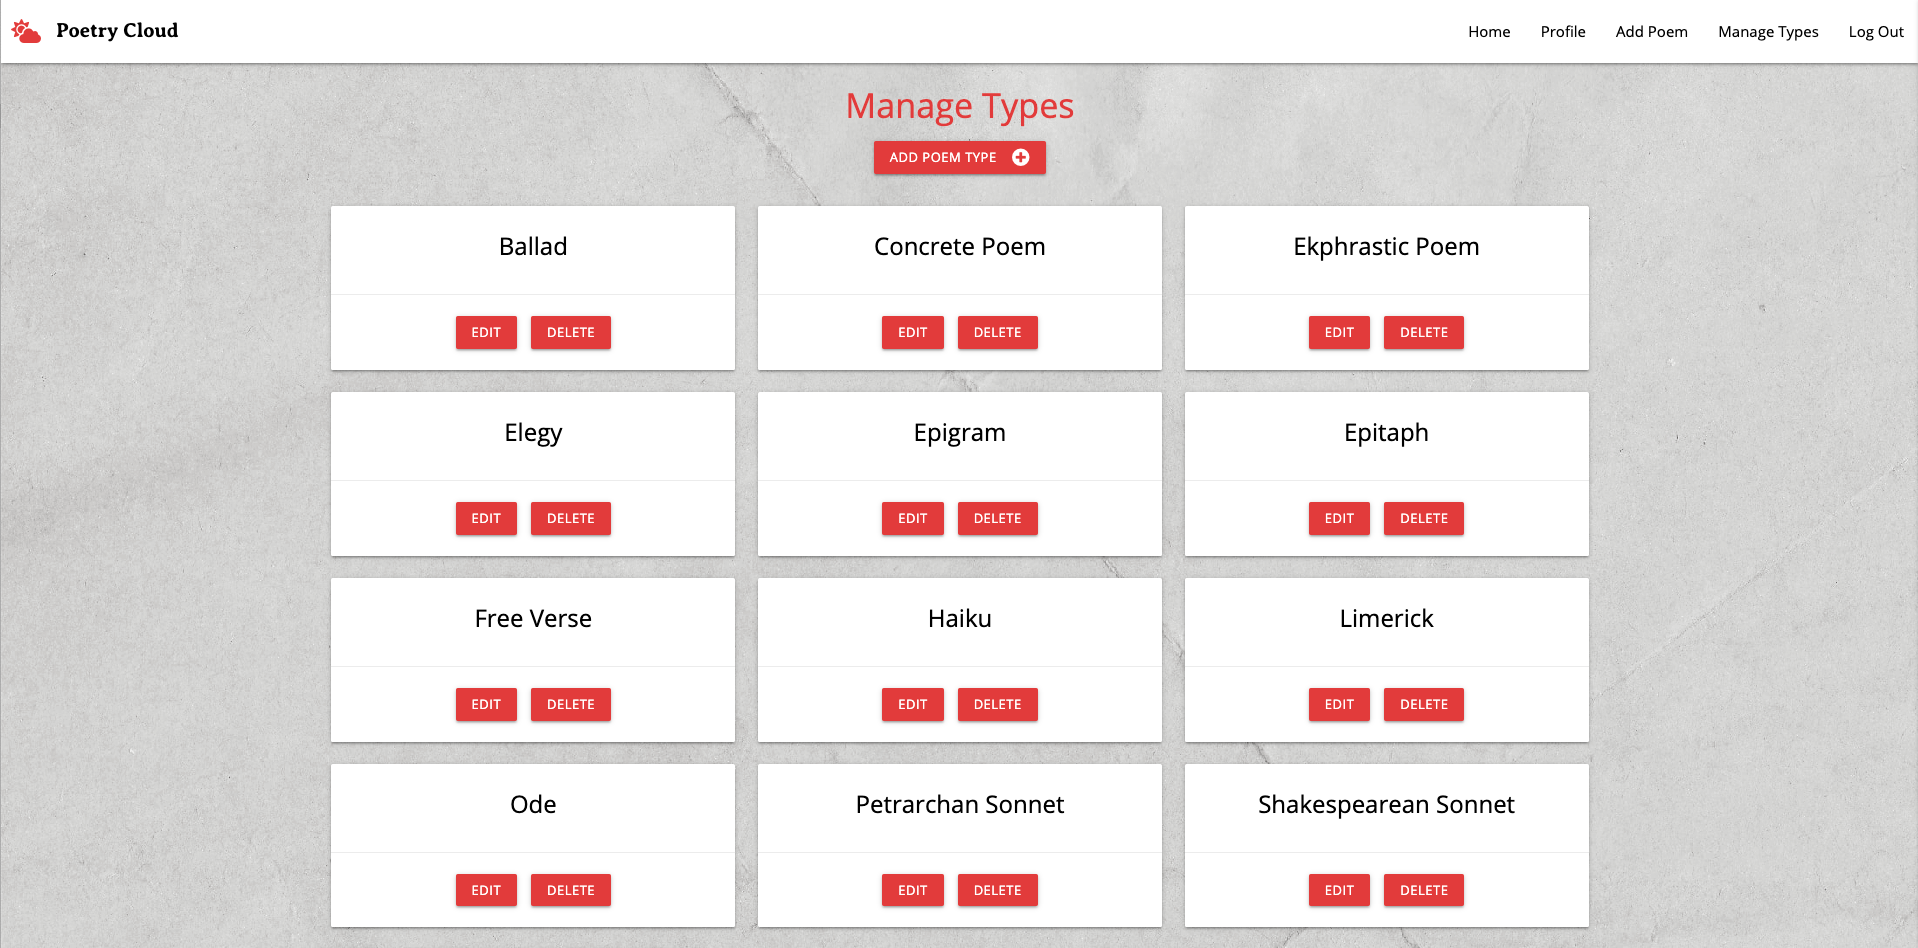 Poetry Cloud Home Profile Add Poem Manage Types Log Out
Manage Types
ADD POEM TYPE
Ballad Concrete Poem Ekphrastic Poem
EDIT DELETE EDIT DELETE EDIT DELETE
Elegy Epigram Epitaph
EDIT DELETE EDIT DELETE EDIT DELETE
Free Verse Haiku Limerick
EDIT DELETE EDIT DELETE EDIT DELETE
Ode Petrarchan Sonnet Shakespearean Sonnet
EDIT DELETE EDIT DELETE EDIT DELETE